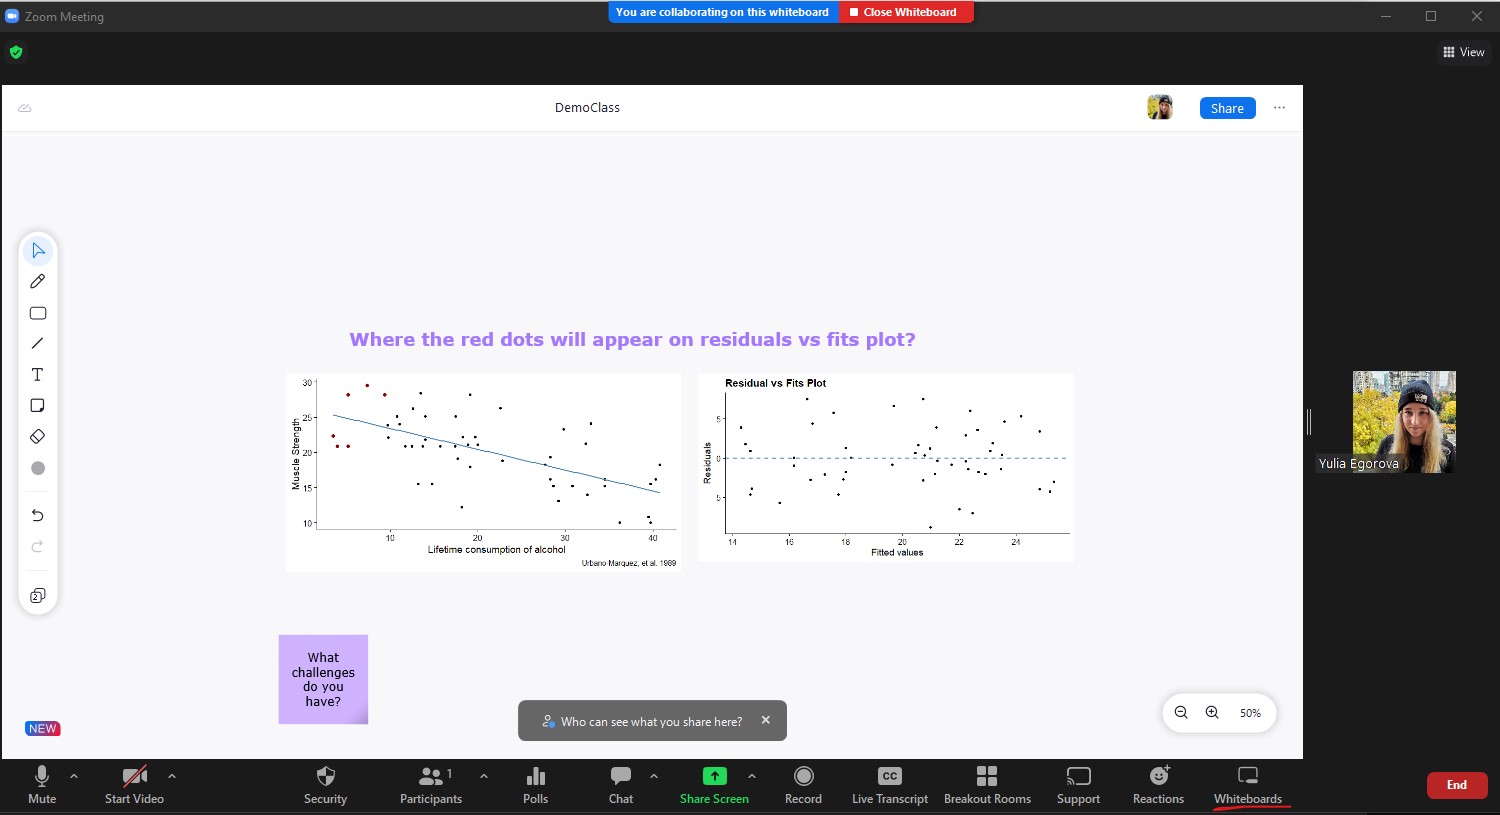 Zoom Meeting
You are collaborating on this whiteboard
Close Whiteboard
View
DemoClass
Share
Where the red dots will appear on residuals vs fits plot?
30
25
20
15
10
Muscle Strength
10 20 30 40
Lifetime consumption of alcohol
Urbano-Marquez, et al. 1989
Residual vs Fits Plot
5
0
5
Residuals
14 16 18 20 22 24
Fitted values
T
2
Yulia Egorova
What
challenges
do you
have?
NEW
Who can see what you share here?
50%
1
CC
Mute
Start Video
Security
Participants
Polls
Chat
Share Screen
Record
Live Transcript
Breakout Rooms
Support
Reactions
Whiteboards
End